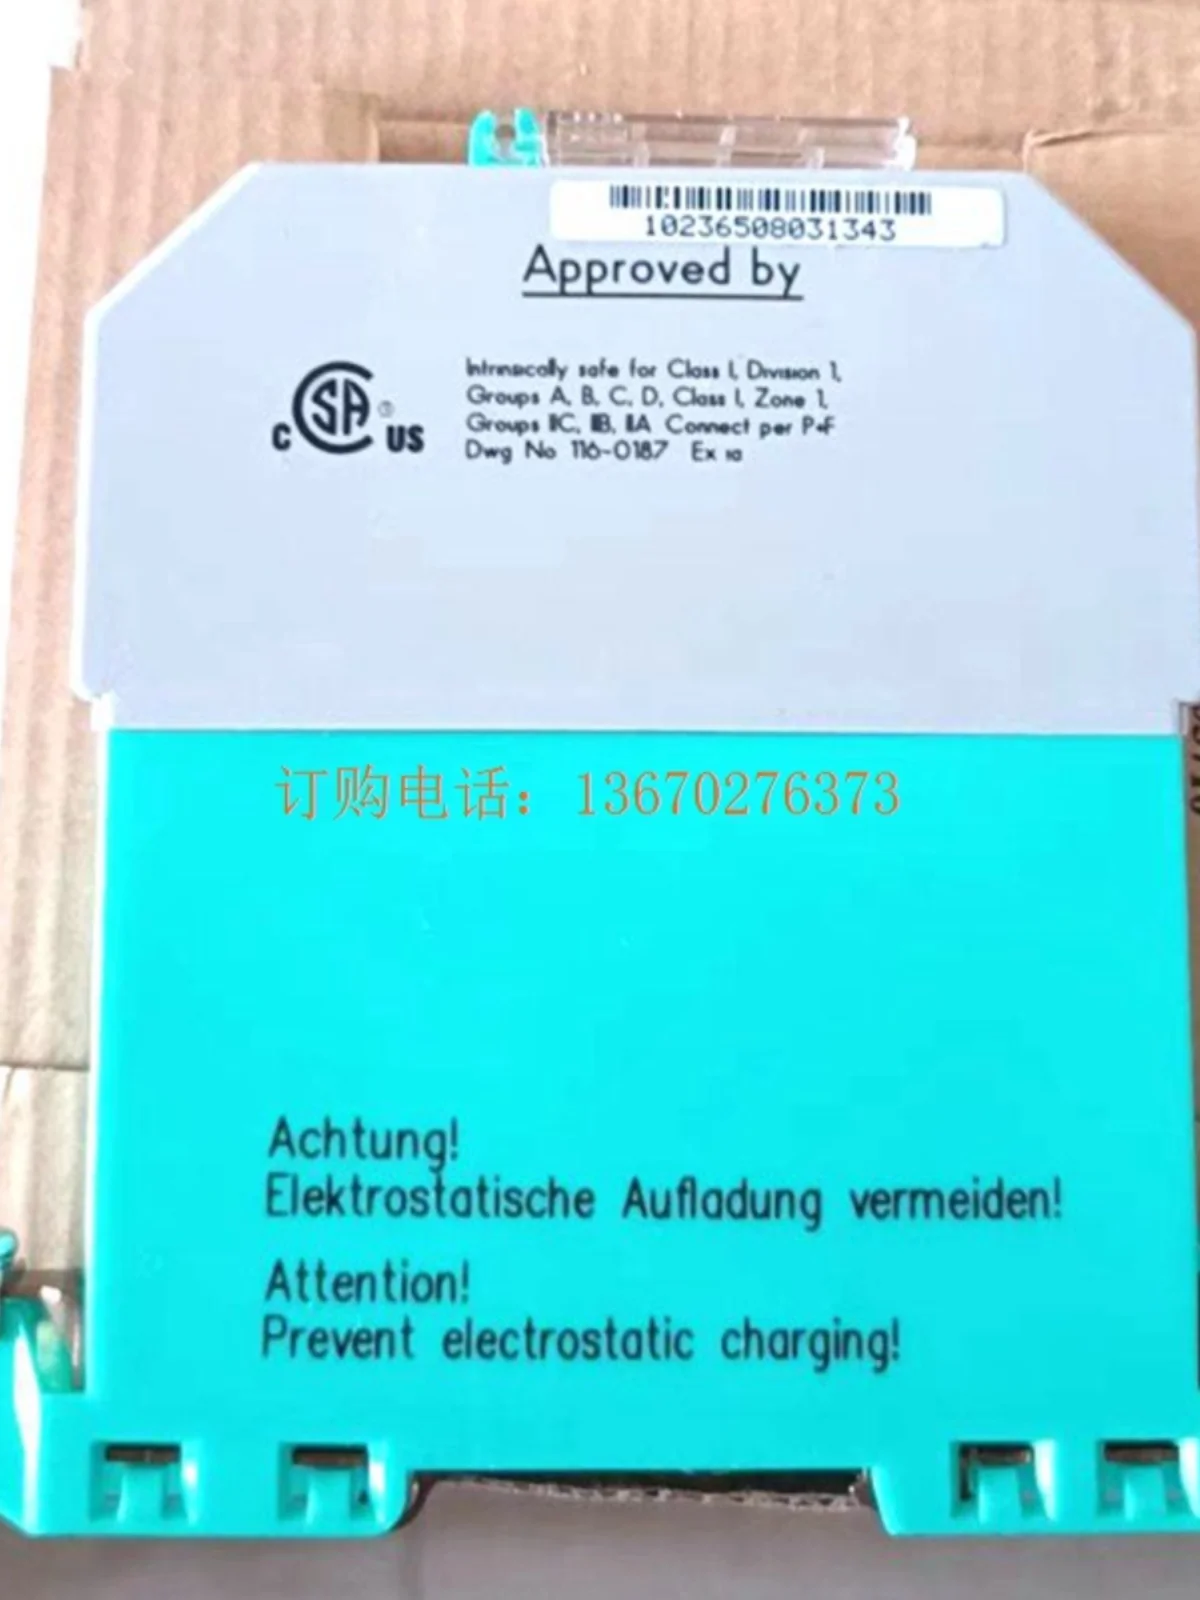 10236508031343
Approved by
Intrinsically safe for Class I, Division 1,
Groups A, B, C, D, Class I, Zone 1,
Groups IIC, IIB, IIA Connect per P+F
Dwg No 116-0187 Ex ia
C SA ® US
订购电话：13670276373
Achtung!
Elektrostatische Aufladung vermeiden!
Attention!
Prevent electrostatic charging!